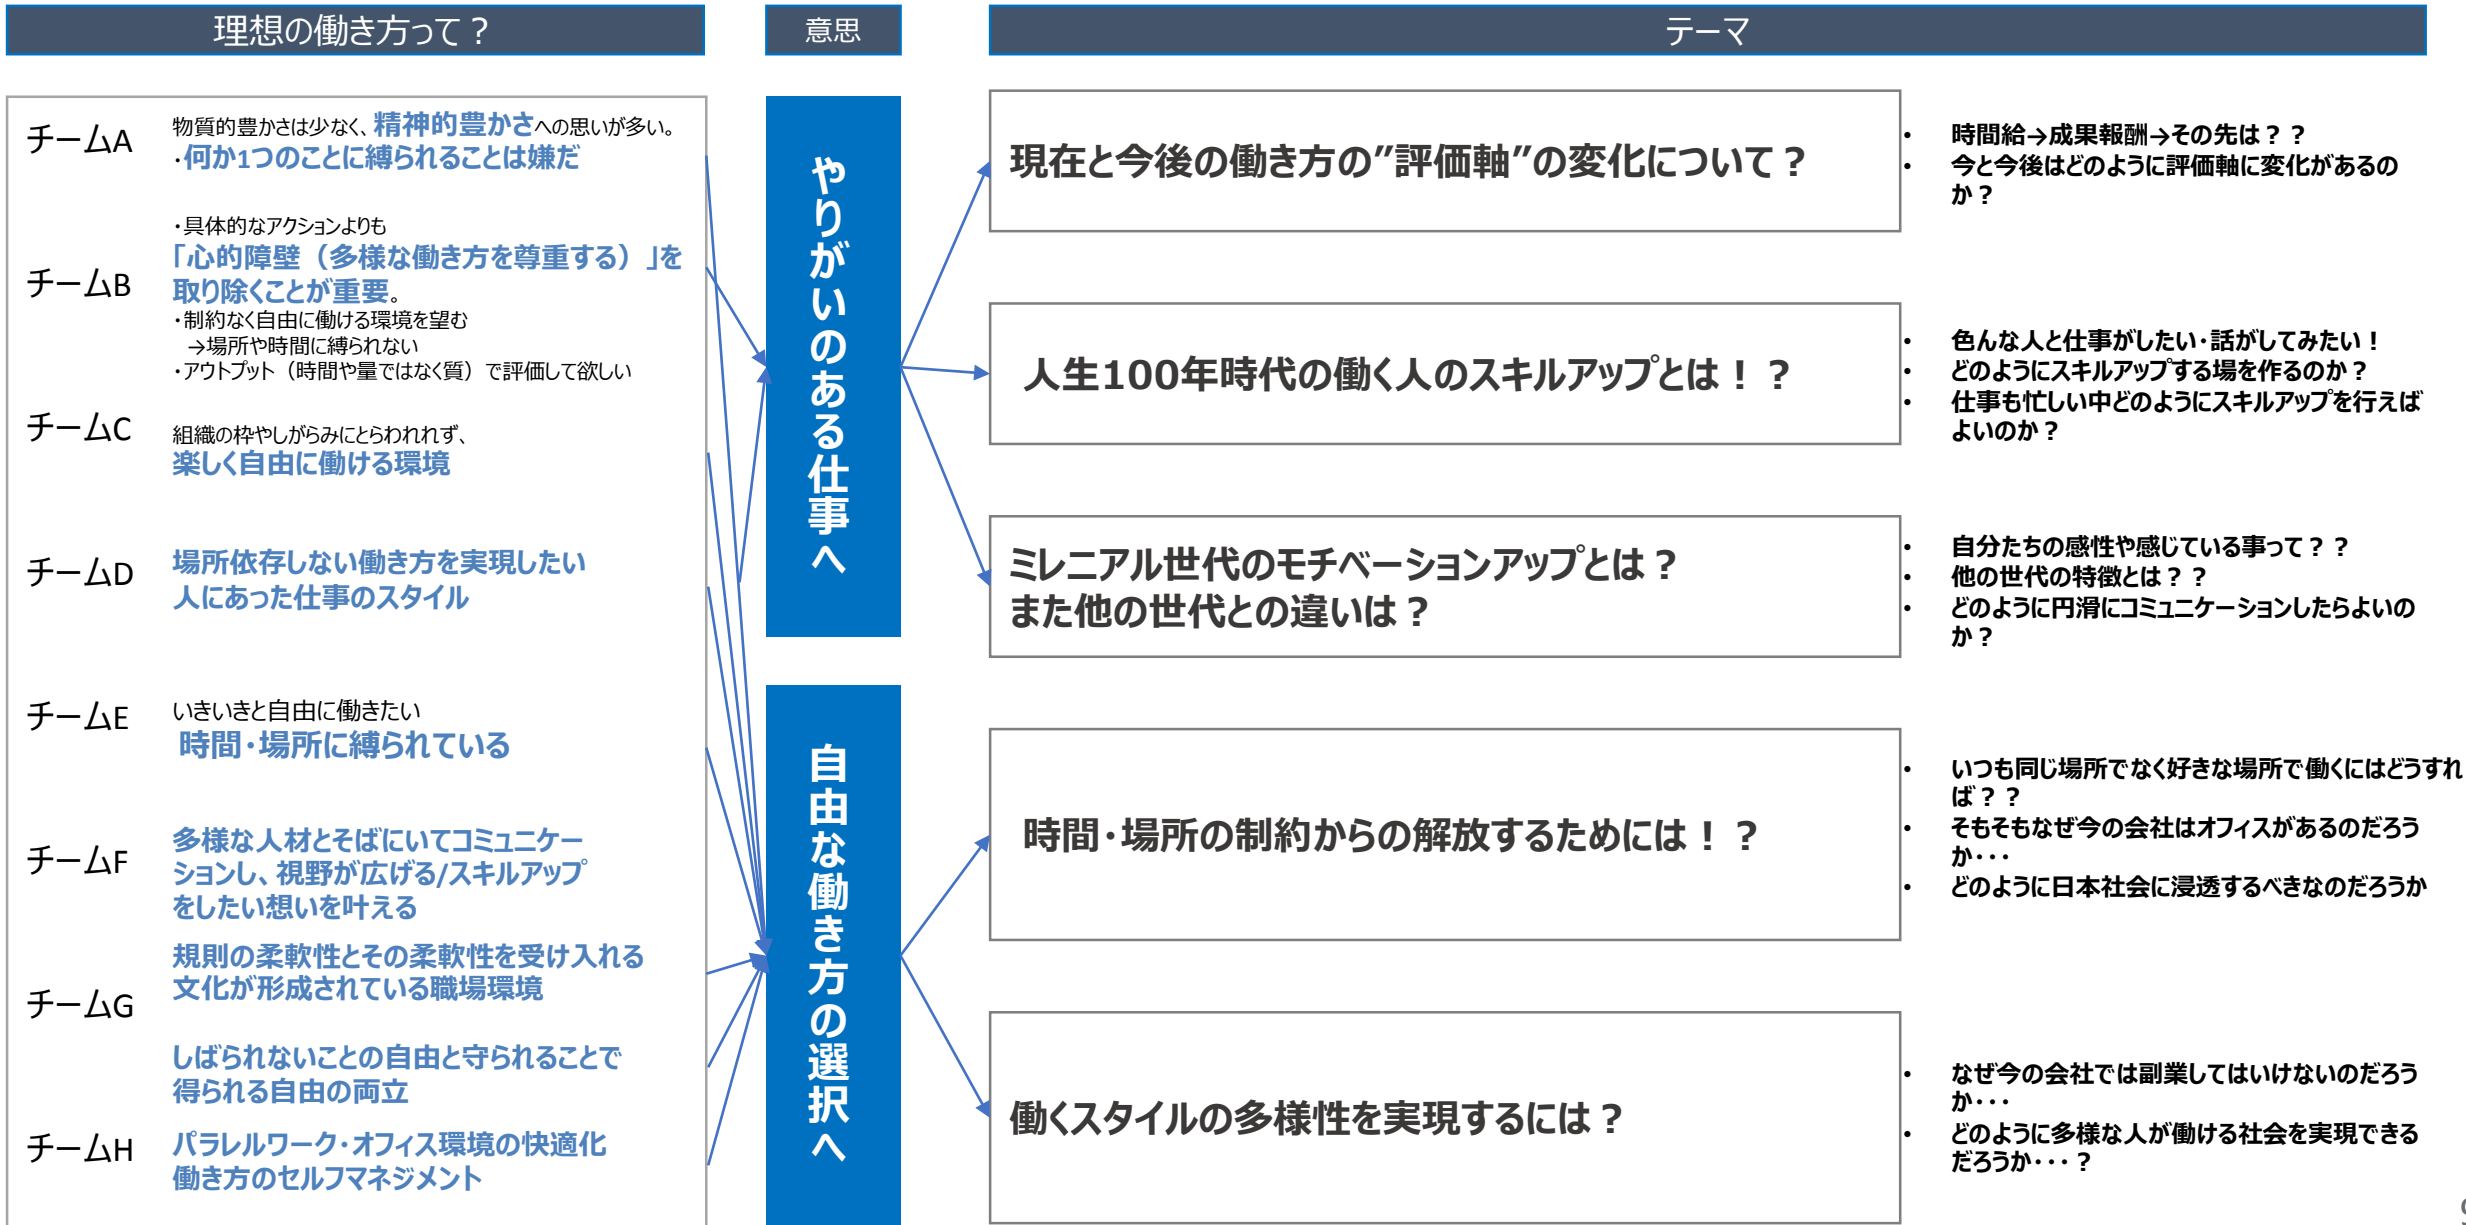 理想の働き方って？
意思
テーマ
チームA
物質的豊かさは少なく、精神的豊かさへの思いが多い。
・何か1つのことに縛られることは嫌だ
チームB
・具体的なアクションよりも
「心的障壁（多様な働き方を尊重する）」を
取り除くことが重要。
・制約なく自由に働ける環境を望む
→場所や時間に縛られない
・アウトプット（時間や量ではなく質）で評価して欲しい
チームC
組織の枠やしがらみにとらわれれず、
楽しく自由に働ける環境
チームD
場所依存しない働き方を実現したい
人にあった仕事のスタイル
チームE
いきいきと自由に働きたい
時間・場所に縛られている
チームF
多様な人材とそばにいてコミュニケー
ションし、視野が広げる/スキルアップ
をしたい想いを叶える
チームG
規則の柔軟性とその柔軟性を受け入れる
文化が形成されている職場環境
しばられないことの自由と守られることで
得られる自由の両立
チームH
パラレルワーク・オフィス環境の快適化
働き方のセルフマネジメント
やりがいのある仕事へ
自由な働き方の選択へ
現在と今後の働き方の”評価軸”の変化について？
• 時間給→成果報酬→その先は？？
• 今と今後はどのように評価軸に変化があるの
か？
人生100年時代の働く人のスキルアップとは！？
• 色んな人と仕事がしたい・話がしてみたい！
• どのようにスキルアップする場を作るのか？
• 仕事も忙しい中どのようにスキルアップを行えば
よいのか？
ミレニアル世代のモチベーションアップとは？
また他の世代との違いは？
• 自分たちの感性や感じている事って？？
• 他の世代の特徴とは？？
• どのように円滑にコミュニケーションしたらよいの
か？
時間・場所の制約からの解放するためには！？
• いつも同じ場所でなく好きな場所で働くにはどうすれ
ば？？
• そもそもなぜ今の会社はオフィスがあるのだろう
か・・・
• どのように日本社会に浸透するべきなのだろうか
働くスタイルの多様性を実現するには？
• なぜ今の会社では副業してはいけないのだろう
か・・・
• どのように多様な人が働ける社会を実現できる
だろうか・・・？